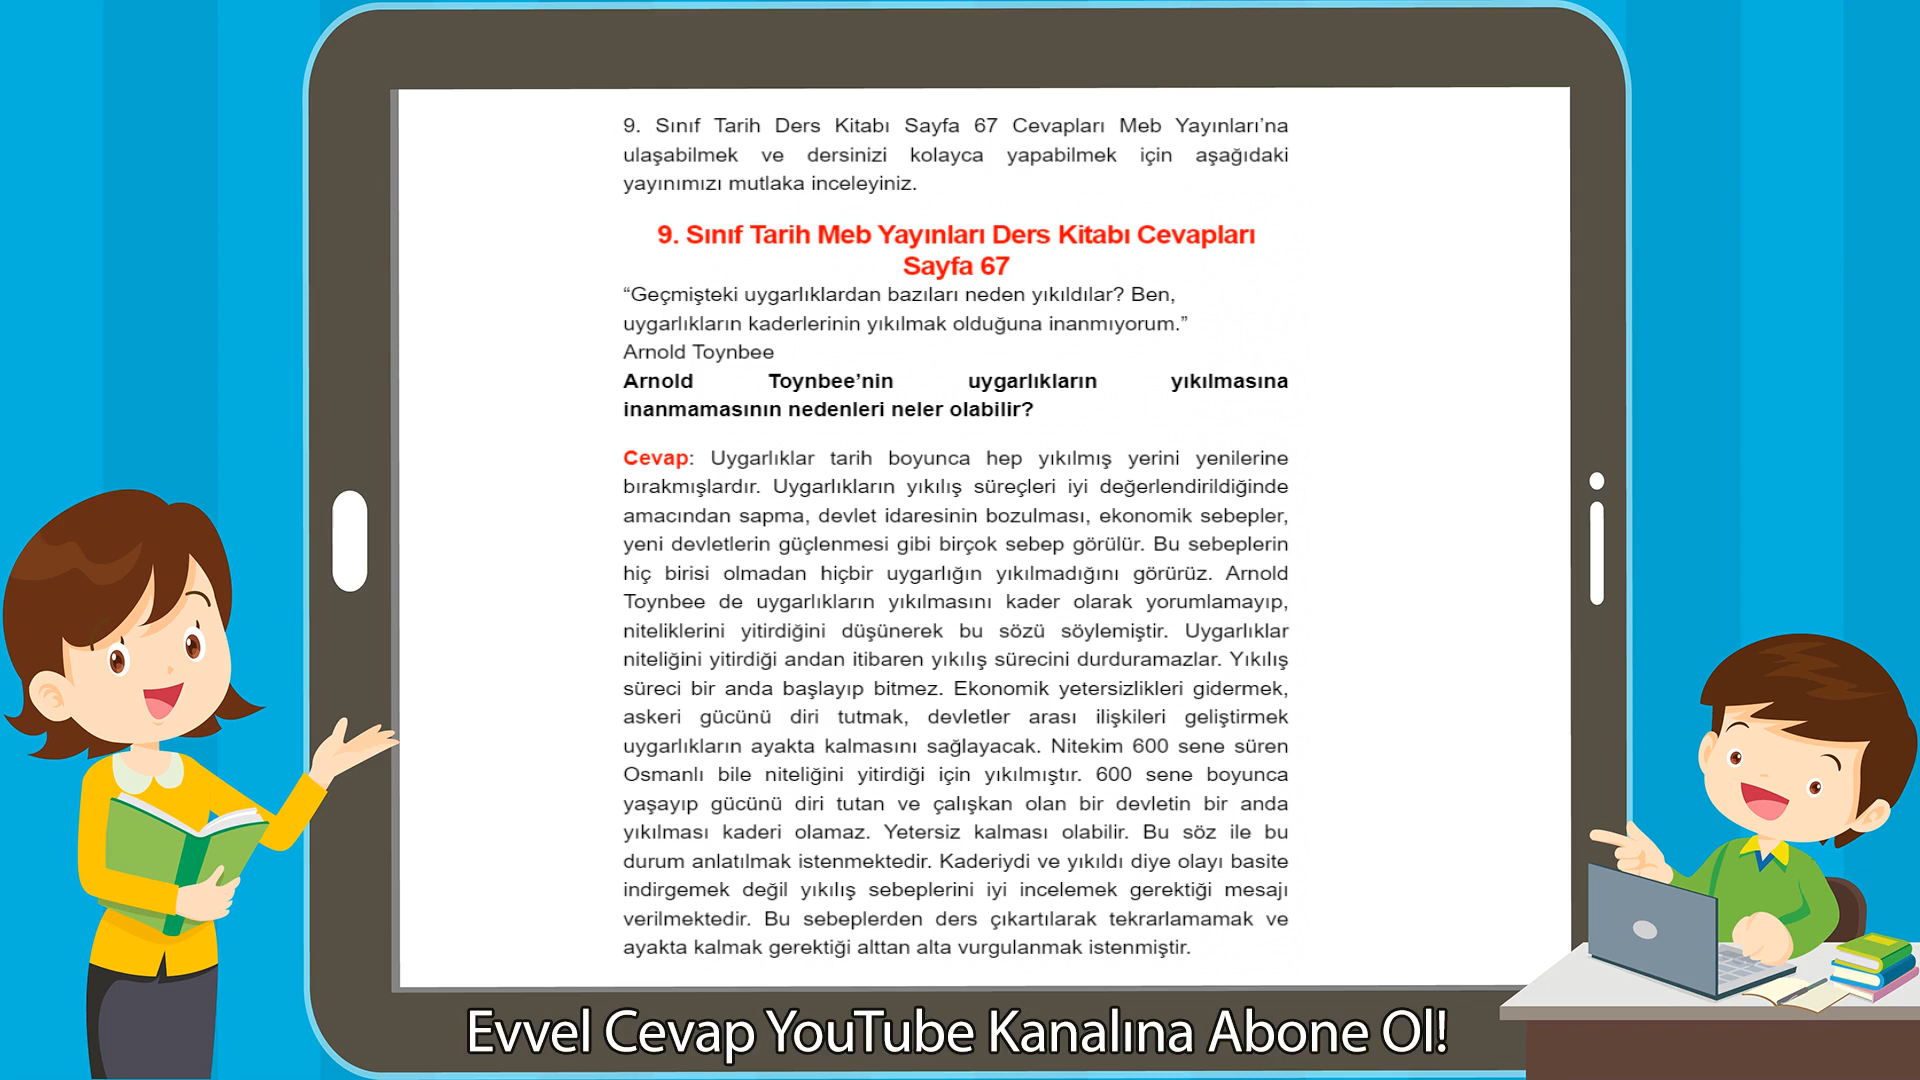 9. Sınıf Tarih Ders Kitabı Sayfa 67 Cevapları Meb Yayınları’na
ulaşabilmek ve dersinizi kolayca yapabilmek için aşağıdaki
yayınımızı mutlaka inceleyiniz.
9. Sınıf Tarih Meb Yayınları Ders Kitabı Cevapları
Sayfa 67
“Geçmişteki uygarlıklardan bazıları neden yıkıldılar? Ben,
uygarlıkların kaderlerinin yıkılmak olduğuna inanmıyorum.”
Arnold Toynbee
Arnold Toynbee’nin uygarlıkların yıkılmasına
inanmamasının nedenleri neler olabilir?
Cevap: Uygarlıklar tarih boyunca hep yıkılmış yerini yenilerine
bırakmışlardır. Uygarlıkların yıkılış süreçleri iyi değerlendirildiğinde
amacından sapma, devlet idaresinin bozulması, ekonomik sebepler,
yeni devletlerin güçlenmesi gibi birçok sebep görülür. Bu sebeplerin
hiç birisi olmadan hiçbir uygarlığın yıkılmadığını görürüz. Arnold
Toynbee de uygarlıkların yıkılmasını kader olarak yorumlamayıp,
niteliklerini yitirdiğini düşünerek bu sözü söylemiştir. Uygarlıklar
niteliğini yitirdiği andan itibaren yıkılış sürecini durduramazlar. Yıkılış
süreci bir anda başlayıp bitmez. Ekonomik yetersizlikleri gidermek,
askeri gücünü diri tutmak, devletler arası ilişkileri geliştirmek
uygarlıkların ayakta kalmasını sağlayacak. Nitekim 600 sene süren
Osmanlı bile niteliğini yitirdiği için yıkılmıştır. 600 sene boyunca
yaşayıp gücünü diri tutan ve çalışkan olan bir devletin bir anda
yıkılması kaderi olamaz. Yetersiz kalması olabilir. Bu söz ile bu
durum anlatılmak istenmektedir. Kaderiydi ve yıkıldı diye olayı basite
indirgemek değil yıkılış sebeplerini iyi incelemek gerektiği mesajı
verilmektedir. Bu sebeplerden ders çıkartılarak tekrarlamamak ve
ayakta kalmak gerektiği alttan alta vurgulanmak istenmiştir.
Evvel Cevap YouTube Kanalına Abone Ol!